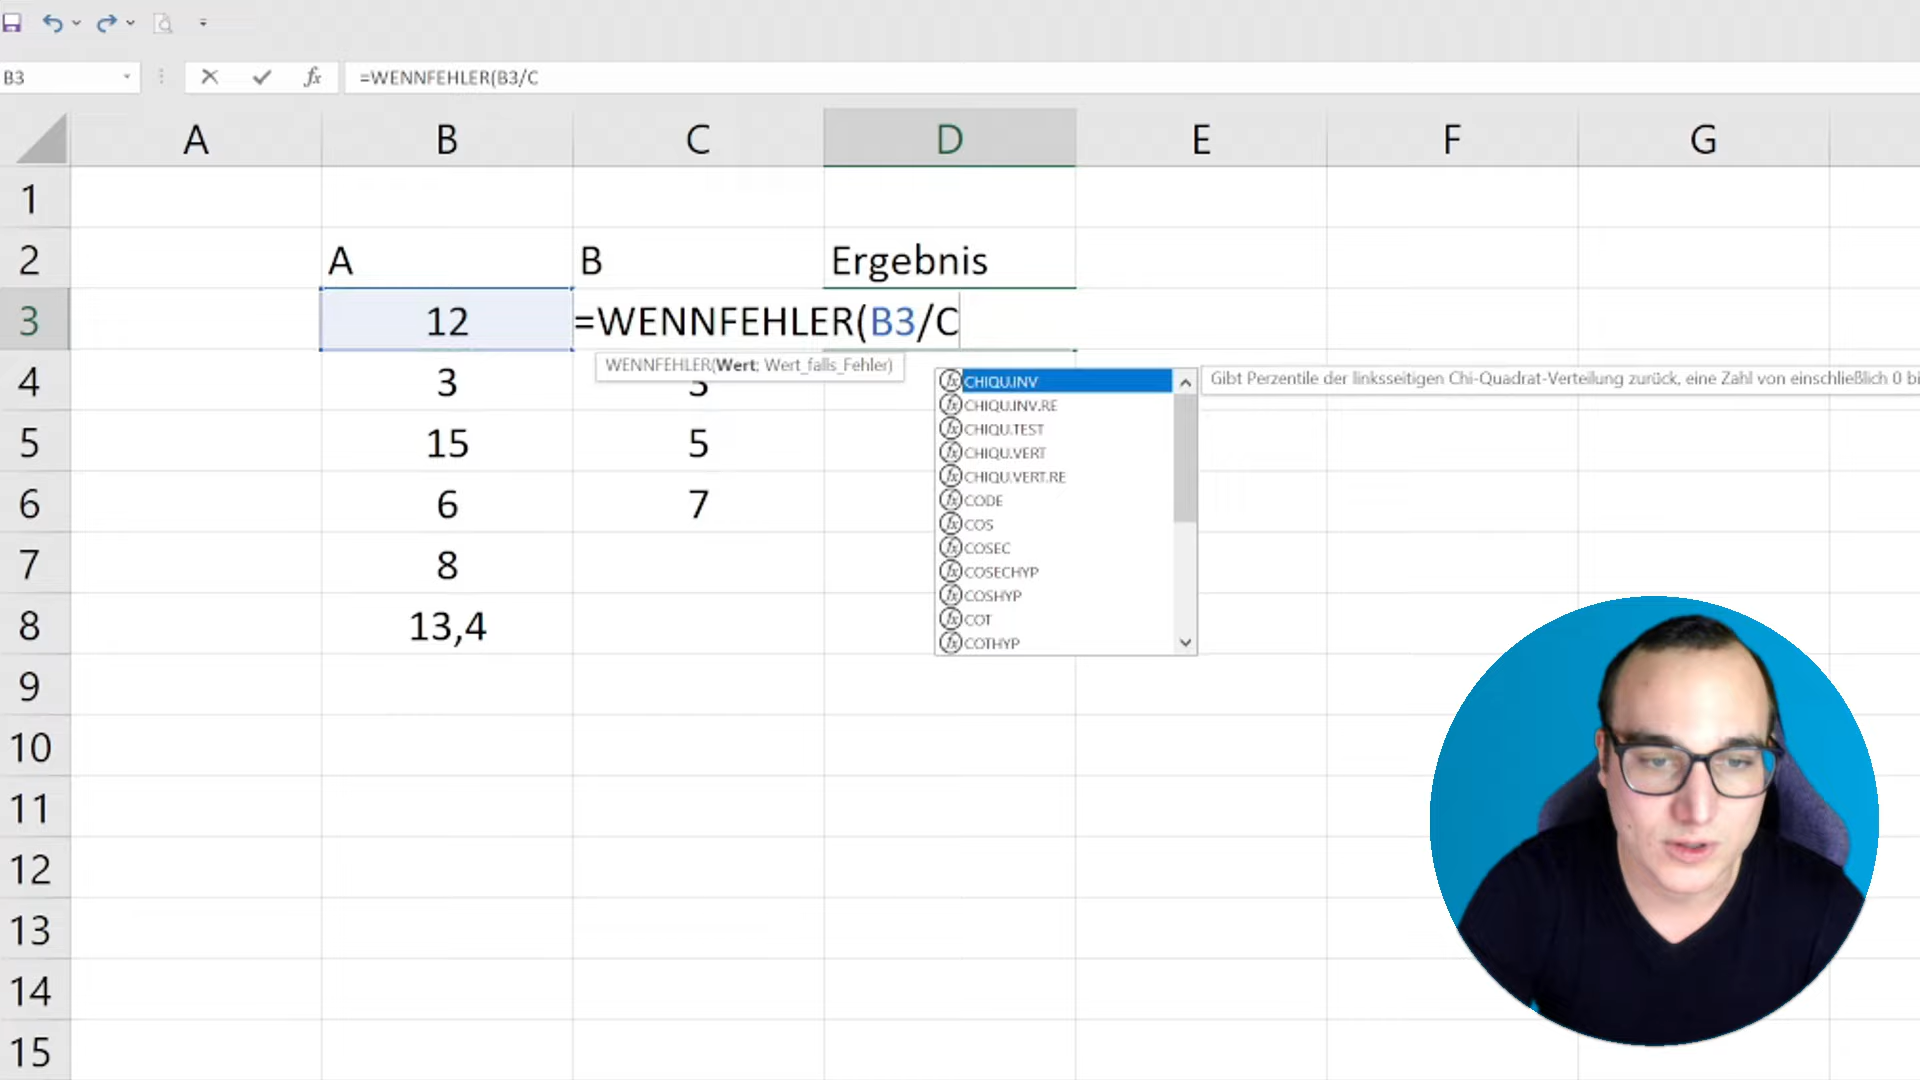 B3
fx
=WENNFEHLER(B3/C
A B C D E F G
1
2 A B Ergebnis
3 12 =WENNFEHLER(B3/C
WENNFEHLER(Wert; Wert_falls_Fehler)
4 3
5 15 5
6 6 7
7 8
8 13,4
9
10
11
12
13
14
15
CHIQU.INV
CHIQU.INV.RE
CHIQU.TEST
CHIQU.VERT
CHIQU.VERT.RE
CODE
COS
COSEC
COSECHYP
COSHYP
COT
COTHYP
Gibt Perzentile der linksseitigen Chi-Quadrat-Verteilung zurück, eine Zahl von einschließlich 0 bi